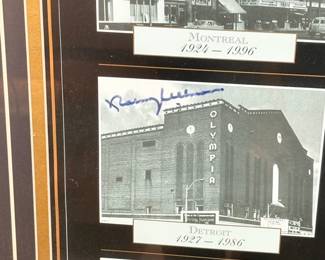 MONTREAL
1924 — 1996
OLYMPIA
DETROIT
1927 — 1986